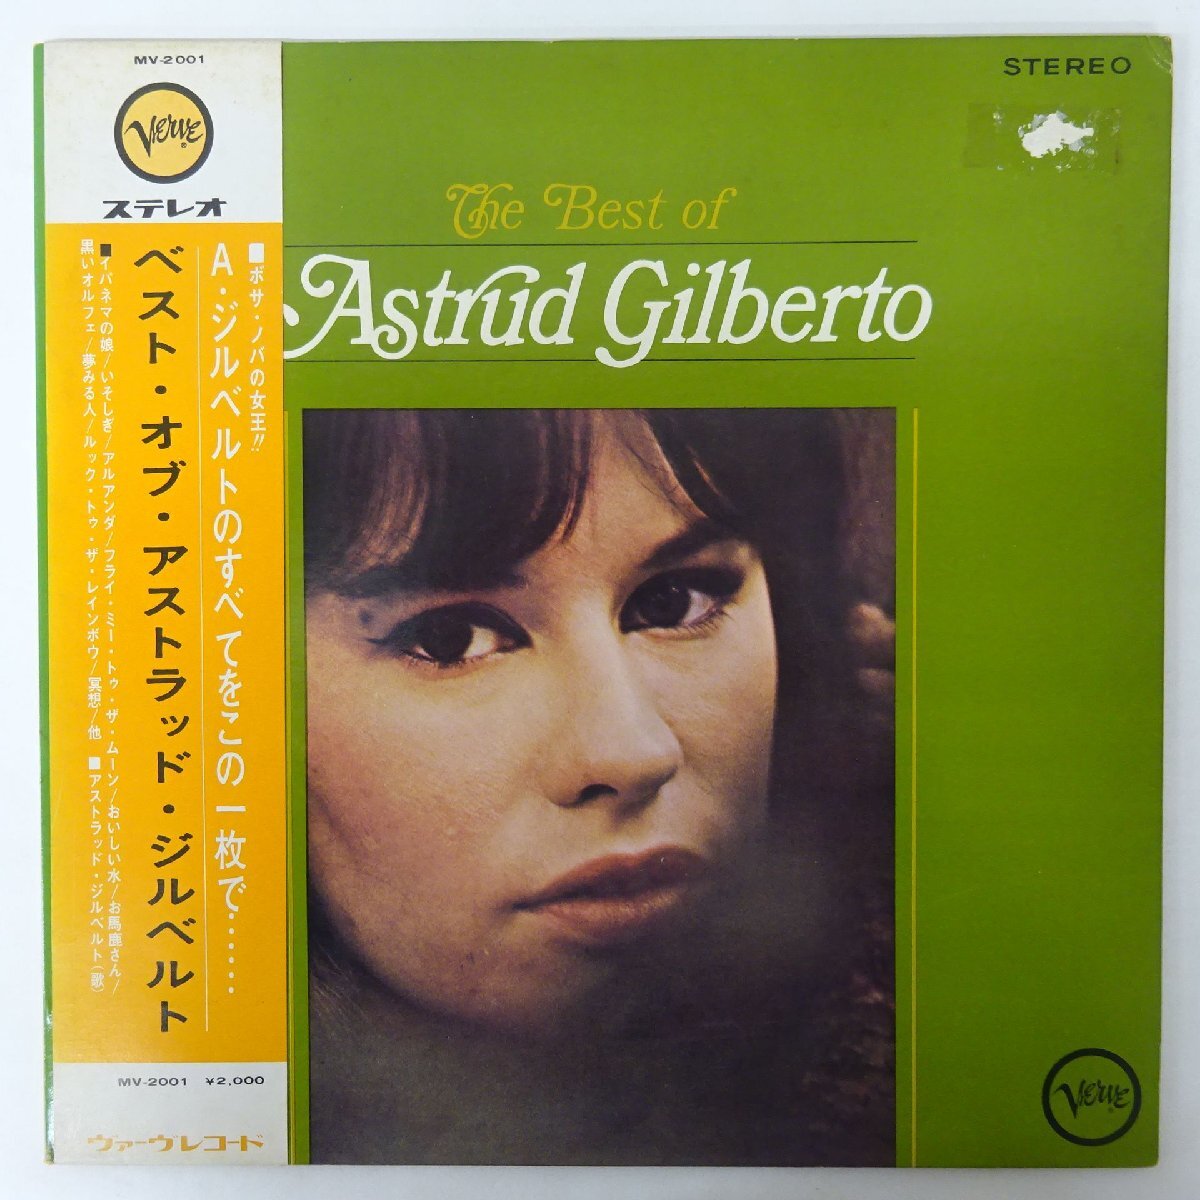 MV-2001
Verve
ステレオ
■ボサ・ノバの女王!!
A・ジルベルトのすべてをこの一枚で……
ベスト・オブ・アストラッド・ジルベルト
■イパネマの娘/いそしぎ/アルアンダ/フライ・ミー・トゥ・ザ・ムーン/おいしい水/お馬鹿さん/
黒いオルフェ/夢みる人/ルック・トゥ・ザ・レインボウ/冥想/他 ■アストラッド・ジルベルト(歌)
MV-2001 ¥2,000
ヴァーヴレコード
STEREO
The Best of
Astrud Gilberto
Verve